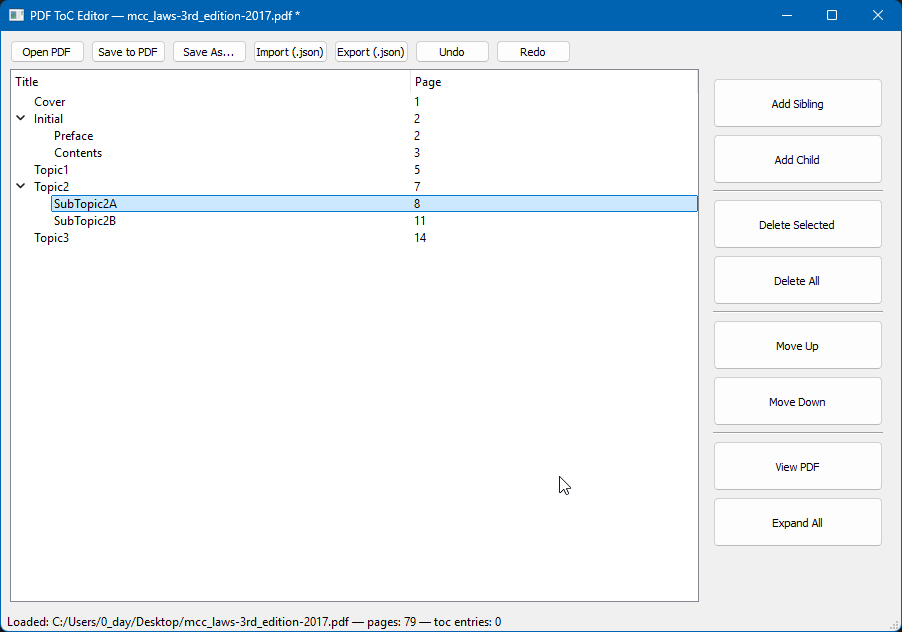 PDF ToC Editor — mcc_laws-3rd_edition-2017.pdf *
Open PDF Save to PDF Save As... Import (.json) Export (.json) Undo Redo
Title Page
Cover 1
Initial 2
Preface 2
Contents 3
Topic1 5
Topic2 7
SubTopic2A 8
SubTopic2B 11
Topic3 14
Add Sibling
Add Child
Delete Selected
Delete All
Move Up
Move Down
View PDF
Expand All
Loaded: C:/Users/0_day/Desktop/mcc_laws-3rd_edition-2017.pdf — pages: 79 — toc entries: 0